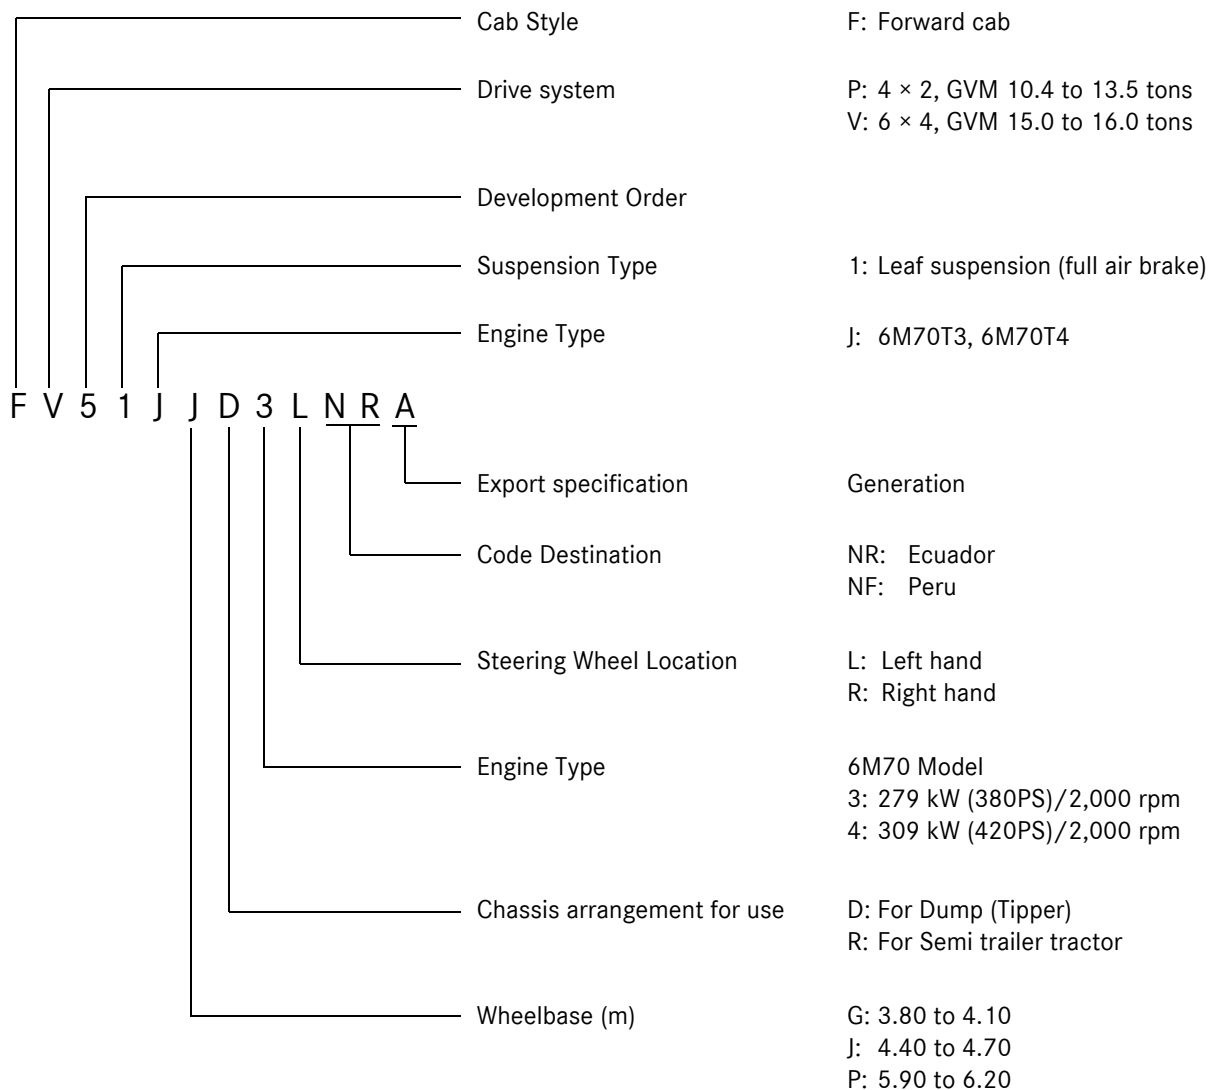 Cab Style F: Forward cab
Drive system P: 4 × 2, GVM 10.4 to 13.5 tons
V: 6 × 4, GVM 15.0 to 16.0 tons
Development Order
Suspension Type 1: Leaf suspension (full air brake)
Engine Type J: 6M70T3, 6M70T4
F V 5 1 J J D 3 L N R A
Export specification Generation
Code Destination NR: Ecuador
NF: Peru
Steering Wheel Location L: Left hand
R: Right hand
Engine Type 6M70 Model
3: 279 kW (380PS)/2,000 rpm
4: 309 kW (420PS)/2,000 rpm
Chassis arrangement for use D: For Dump (Tipper)
R: For Semi trailer tractor
Wheelbase (m) G: 3.80 to 4.10
J: 4.40 to 4.70
P: 5.90 to 6.20